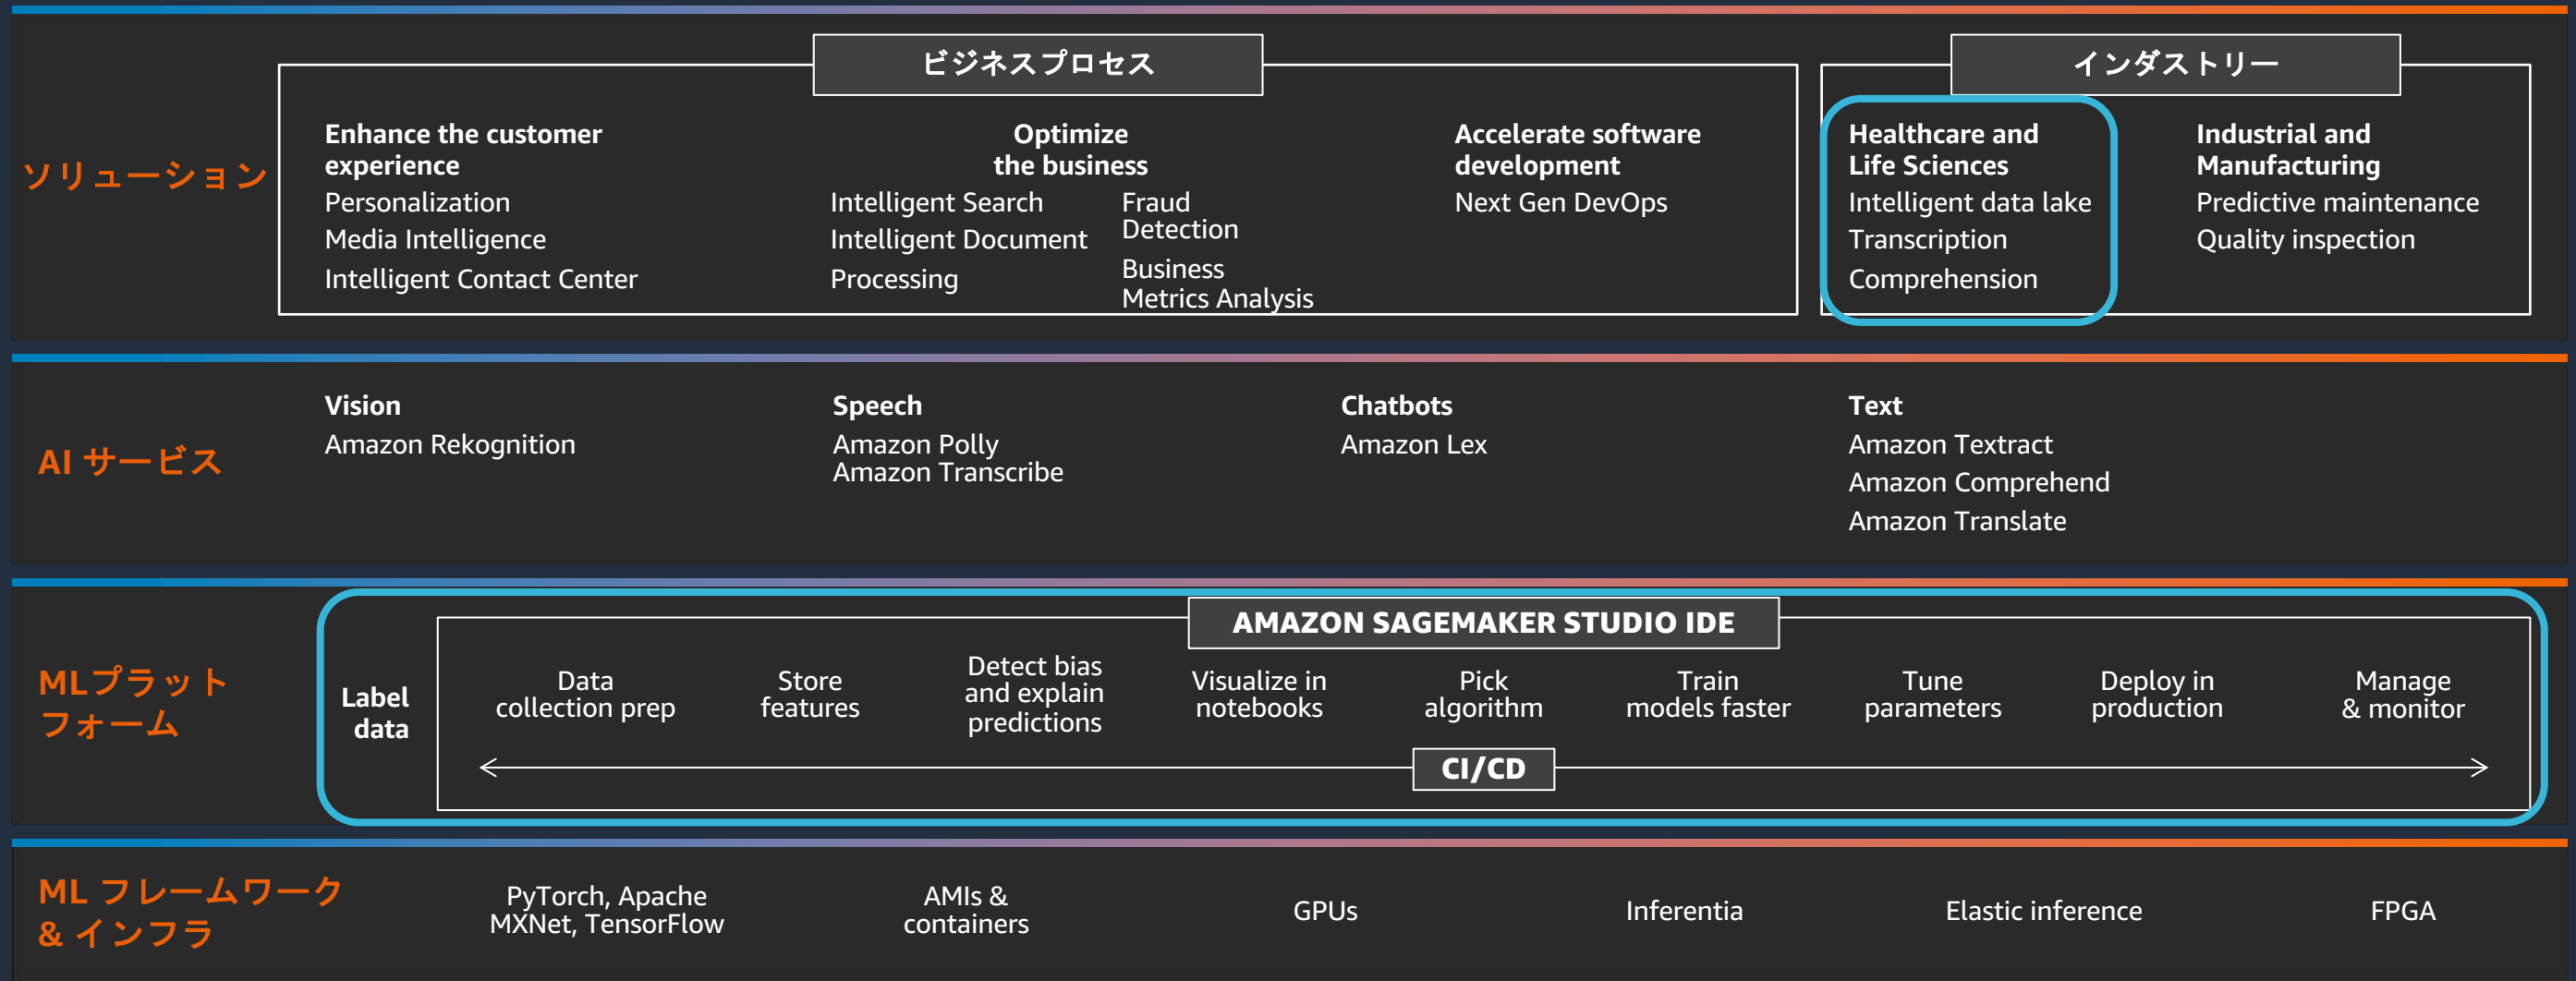 ビジネスプロセス
インダストリー
ソリューション
Enhance the customer
experience
Personalization
Media Intelligence
Intelligent Contact Center
Optimize
the business
Intelligent Search
Intelligent Document
Processing
Fraud
Detection
Business
Metrics Analysis
Accelerate software
development
Next Gen DevOps
Healthcare and
Life Sciences
Intelligent data lake
Transcription
Comprehension
Industrial and
Manufacturing
Predictive maintenance
Quality inspection
AI サービス
Vision
Amazon Rekognition
Speech
Amazon Polly
Amazon Transcribe
Chatbots
Amazon Lex
Text
Amazon Textract
Amazon Comprehend
Amazon Translate
MLプラット
フォーム
AMAZON SAGEMAKER STUDIO IDE
Label
data
Data
collection prep
Store
features
Detect bias
and explain
predictions
Visualize in
notebooks
Pick
algorithm
Train
models faster
Tune
parameters
Deploy in
production
Manage
& monitor
CI/CD
ML フレームワーク
& インフラ
PyTorch, Apache
MXNet, TensorFlow
AMIs &
containers
GPUs
Inferentia
Elastic inference
FPGA